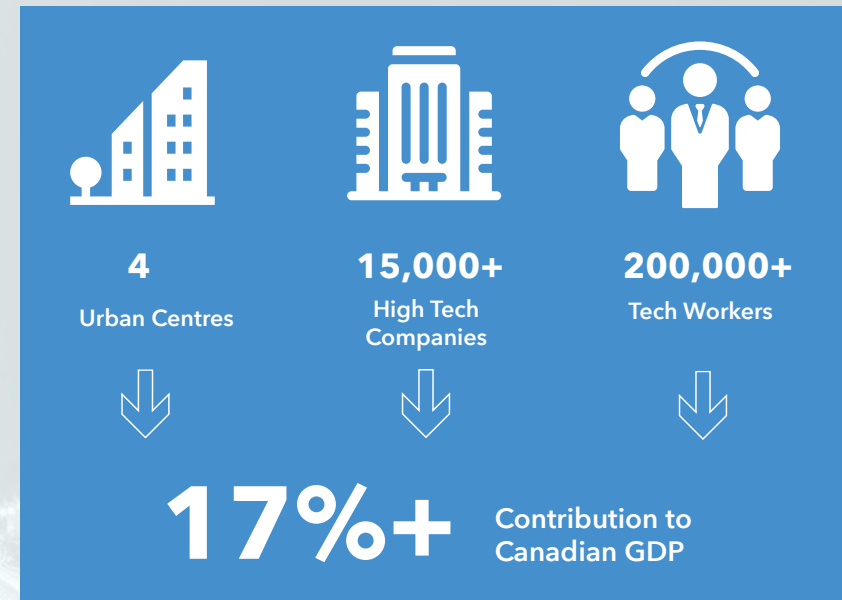 4
Urban Centres
15,000+
High Tech
Companies
200,000+
Tech Workers
17%+
Contribution to
Canadian GDP